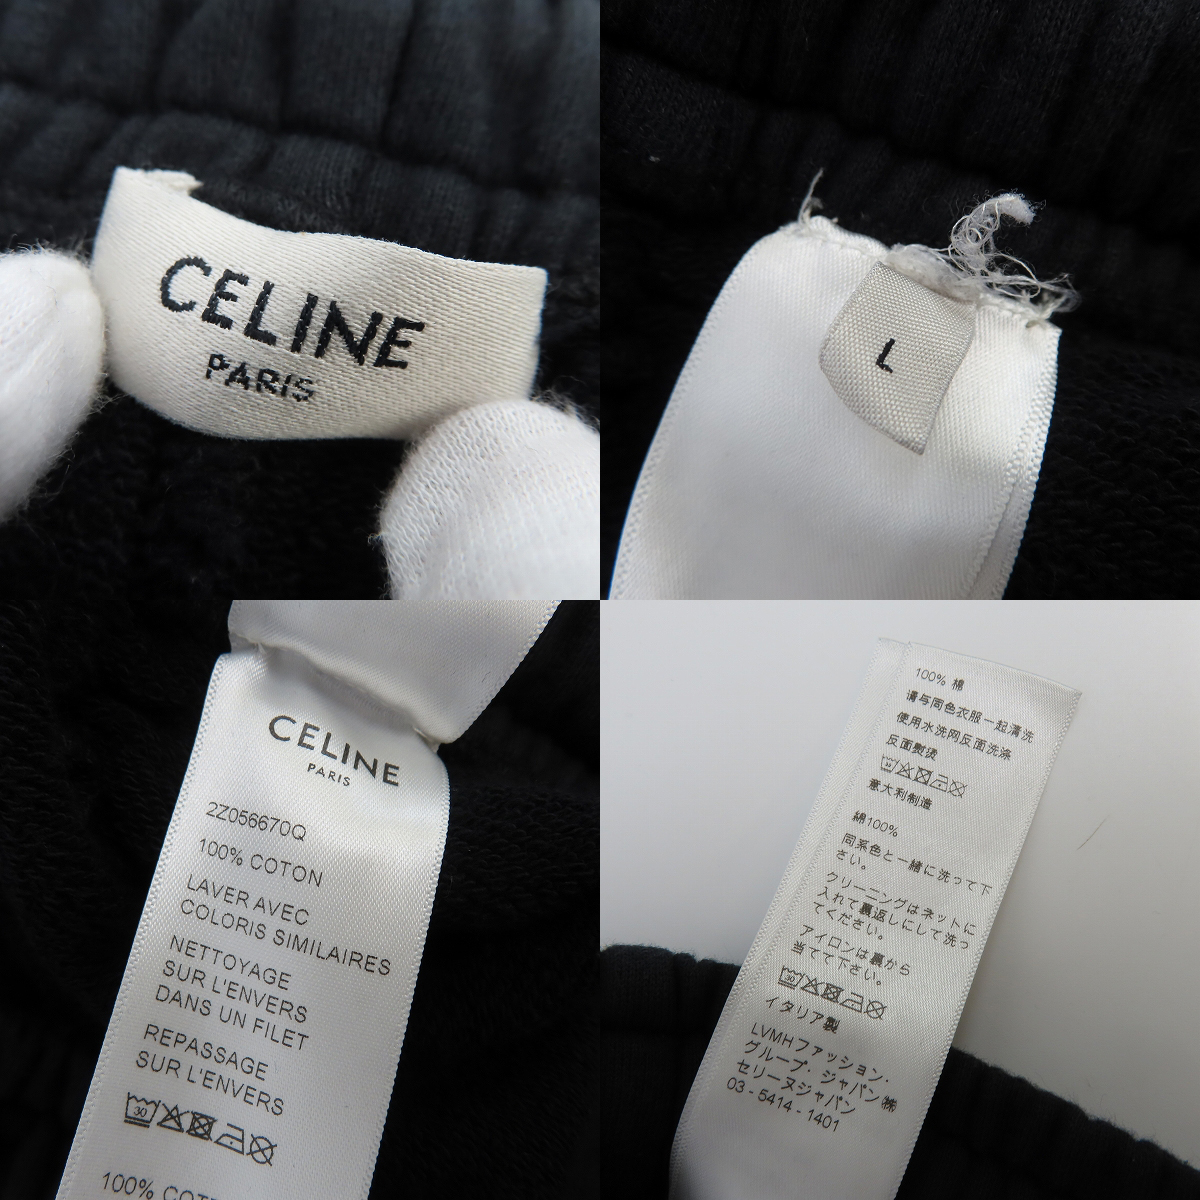 CELINE
PARIS
L
CELINE
PARIS
2Z056670Q
100% COTON
LAVER AVEC
COLORIS SIMILAIRES
NETTOYAGE
SUR L'ENVERS
DANS UN FILET
REPASSAGE
SUR L'ENVERS
30
100% COT
100% 棉
请与同色衣服一起清洗
使用水洗网反面洗涤
反面熨烫
30
意大利制造
綿100%
同系色と一緒に洗って下
さい。
クリーニングはネットに
入れて裏返しにして洗っ
てください。
アイロンは裏から
当てて下さい。
30
イタリア製
LVMHファッション・
グループ・ジャパン㈱
セリーヌジャパン
03-5414-1401